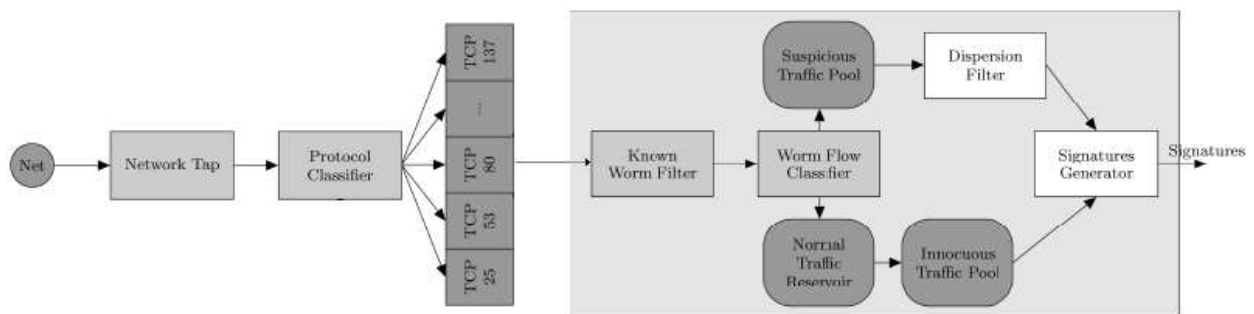 Net
Network Tap
Protocol
Classifier
TCP
137
...
TCP
80
TCP
53
TCP
25
Known
Worm Filter
Suspicious
Traffic Pool
Worm Flow
Classifier
Normal
Traffic
Reservoir
Dispersion
Filter
Innocuous
Traffic Pool
Signatures
Generator
Signatures